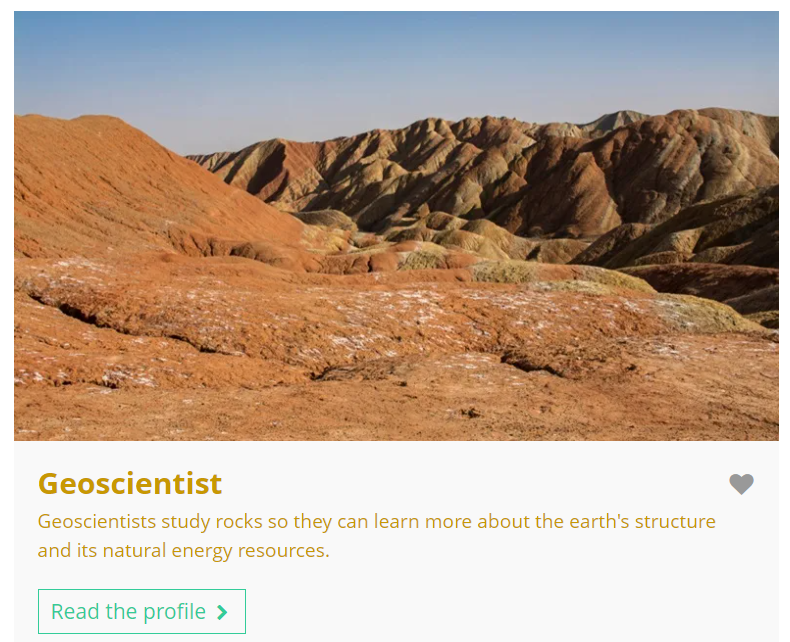 Geoscientist
Geoscientists study rocks so they can learn more about the earth's structure
and its natural energy resources.
Read the profile